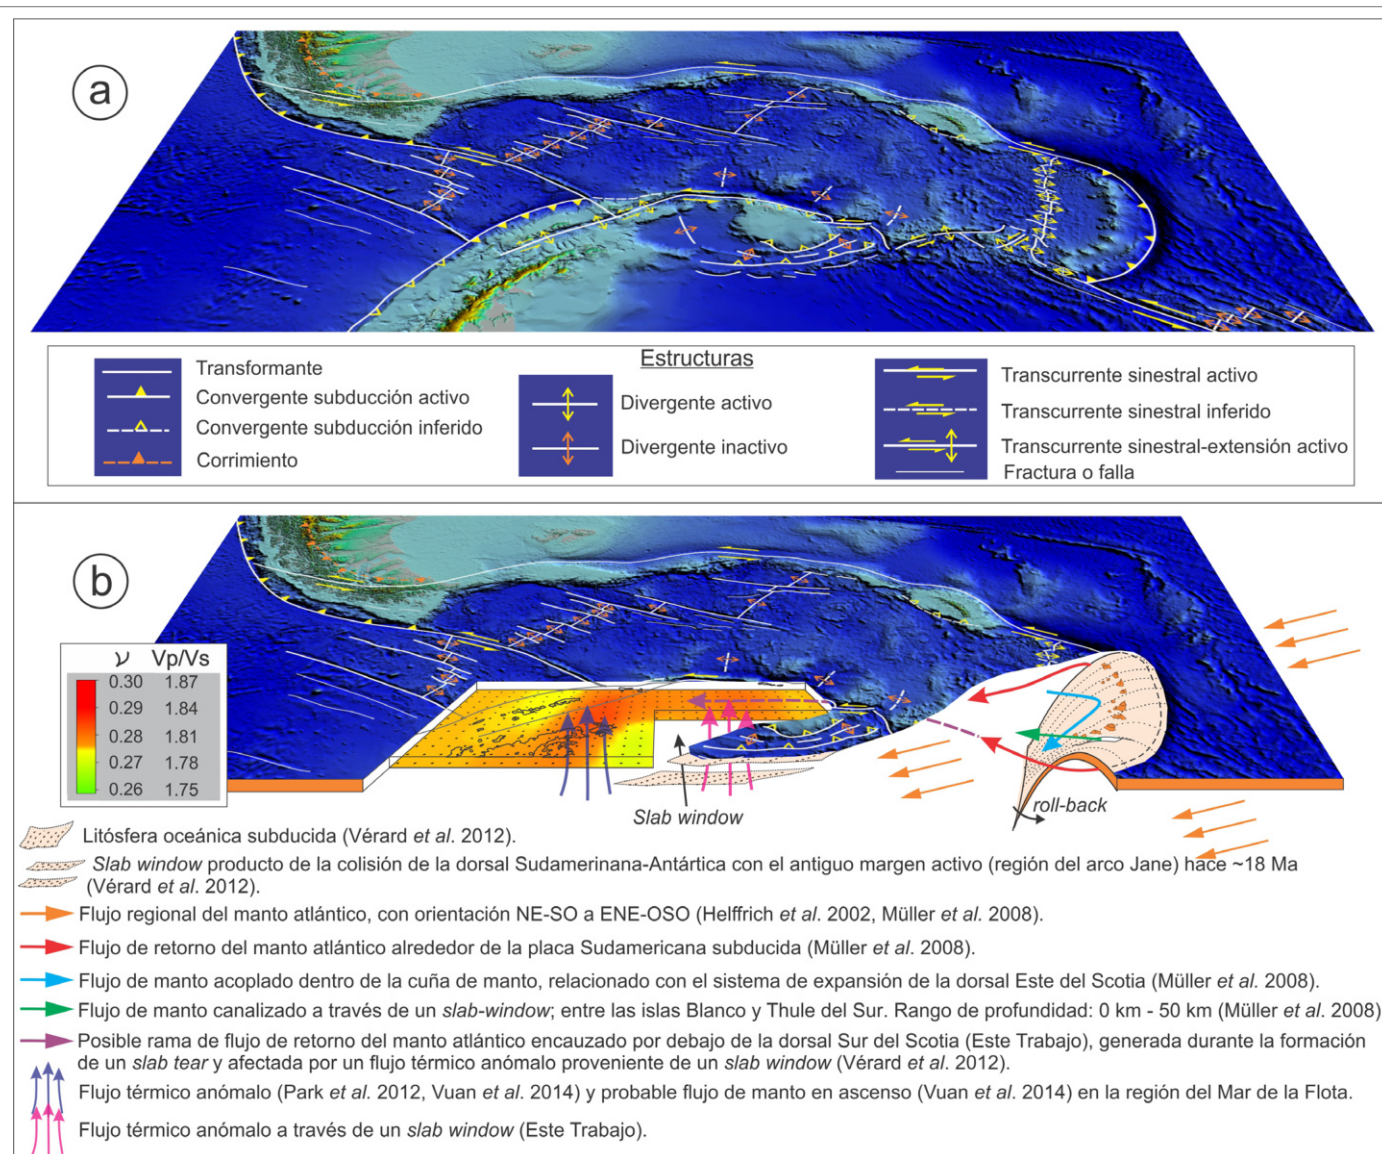 a
Estructuras
Transformante
Convergente subducción activo
Convergente subducción inferido
Corrimiento
Divergente activo
Divergente inactivo
Transcurrente sinestral activo
Transcurrente sinestral inferido
Transcurrente sinestral-extensión activo
Fractura o falla
b
ν Vp/Vs
0.30 1.87
0.29 1.84
0.28 1.81
0.27 1.78
0.26 1.75
Slab window
roll-back
Litósfera oceánica subducida (Vérard et al. 2012).
Slab window producto de la colisión de la dorsal Sudamerinana-Antártica con el antiguo margen activo (región del arco Jane) hace ~18 Ma
(Vérard et al. 2012).
Flujo regional del manto atlántico, con orientación NE-SO a ENE-OSO (Helffrich et al. 2002, Müller et al. 2008).
Flujo de retorno del manto atlántico alrededor de la placa Sudamericana subducida (Müller et al. 2008).
Flujo de manto acoplado dentro de la cuña de manto, relacionado con el sistema de expansión de la dorsal Este del Scotia (Müller et al. 2008).
Flujo de manto canalizado a través de un slab-window; entre las islas Blanco y Thule del Sur. Rango de profundidad: 0 km - 50 km (Müller et al. 2008)
Posible rama de flujo de retorno del manto atlántico encauzado por debajo de la dorsal Sur del Scotia (Este Trabajo), generada durante la formación
de un slab tear y afectada por un flujo térmico anómalo proveniente de un slab window (Vérard et al. 2012).
Flujo térmico anómalo (Park et al. 2012, Vuan et al. 2014) y probable flujo de manto en ascenso (Vuan et al. 2014) en la región del Mar de la Flota.
Flujo térmico anómalo a través de un slab window (Este Trabajo).